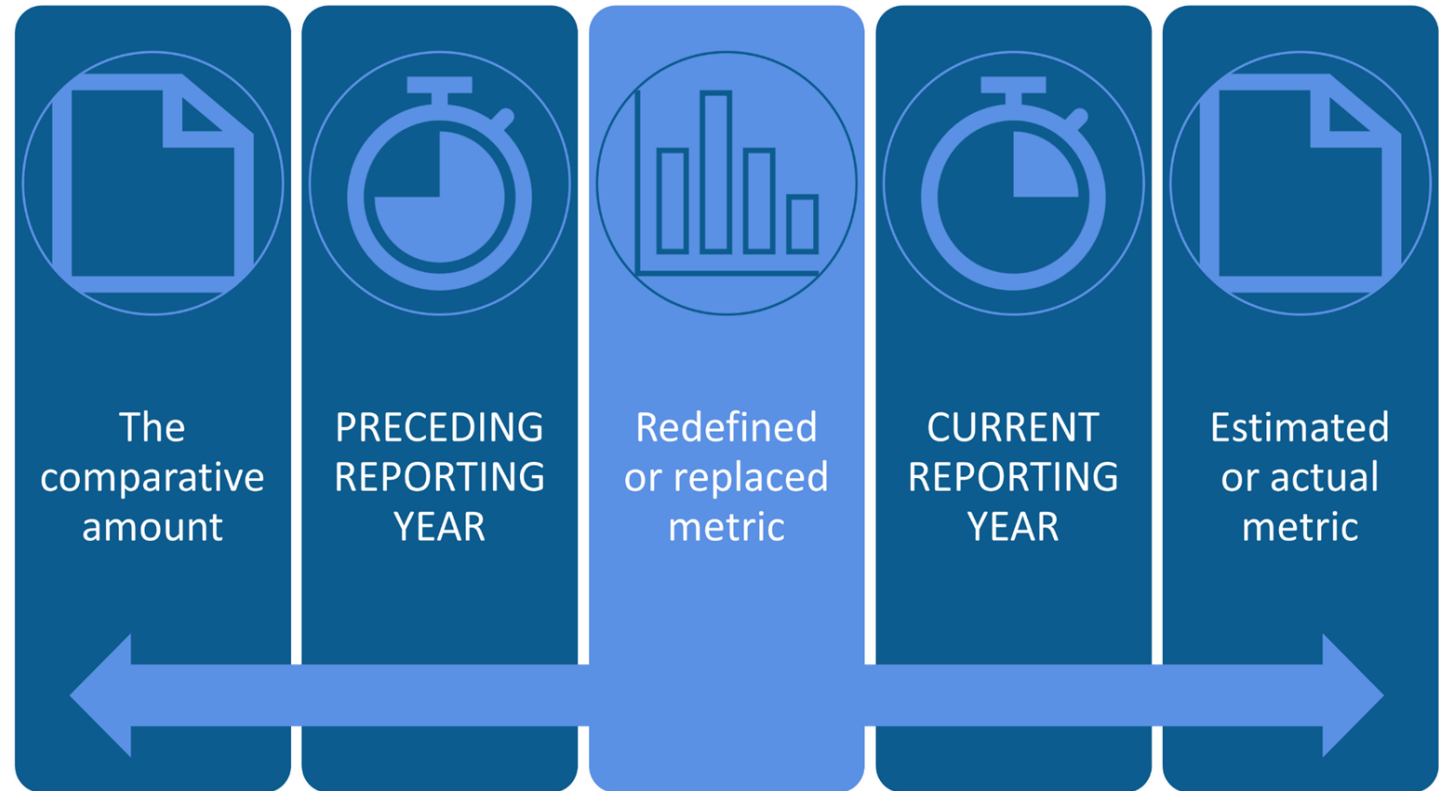 The
comparative
amount
PRECEDING
REPORTING
YEAR
Redefined
or replaced
metric
CURRENT
REPORTING
YEAR
Estimated
or actual
metric